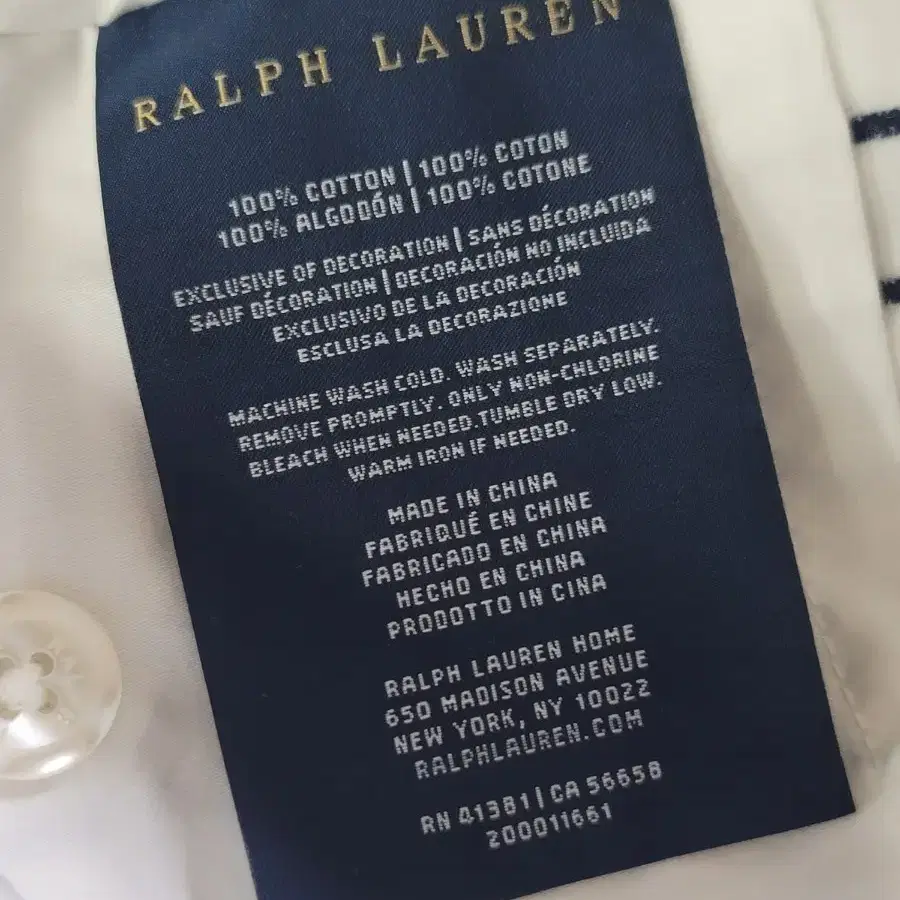 RALPH LAUREN
100% COTTON | 100% COTON
100% ALGODÓN | 100% COTONE
EXCLUSIVE OF DECORATION | SANS DÉCORATION
SAUF DÉCORATION | DECORACIÓN NO INCLUIDA
EXCLUSIVO DE LA DECORACIÓN
ESCLUSA LA DECORAZIONE
MACHINE WASH COLD. WASH SEPARATELY.
REMOVE PROMPTLY. ONLY NON-CHLORINE
BLEACH WHEN NEEDED.TUMBLE DRY LOW.
WARM IRON IF NEEDED.
MADE IN CHINA
FABRIQUÉ EN CHINE
FABRICADO EN CHINA
HECHO EN CHINA
PRODOTTO IN CINA
RALPH LAUREN HOME
650 MADISON AVENUE
NEW YORK, NY 10022
RALPHLAUREN.COM
RN 41381 | CA 56658
200011661